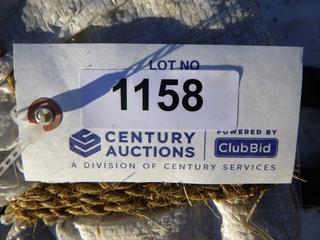 LOT NO
1158
CENTURY AUCTIONS
POWERED BY
ClubBid
A DIVISION OF CENTURY SERVICES